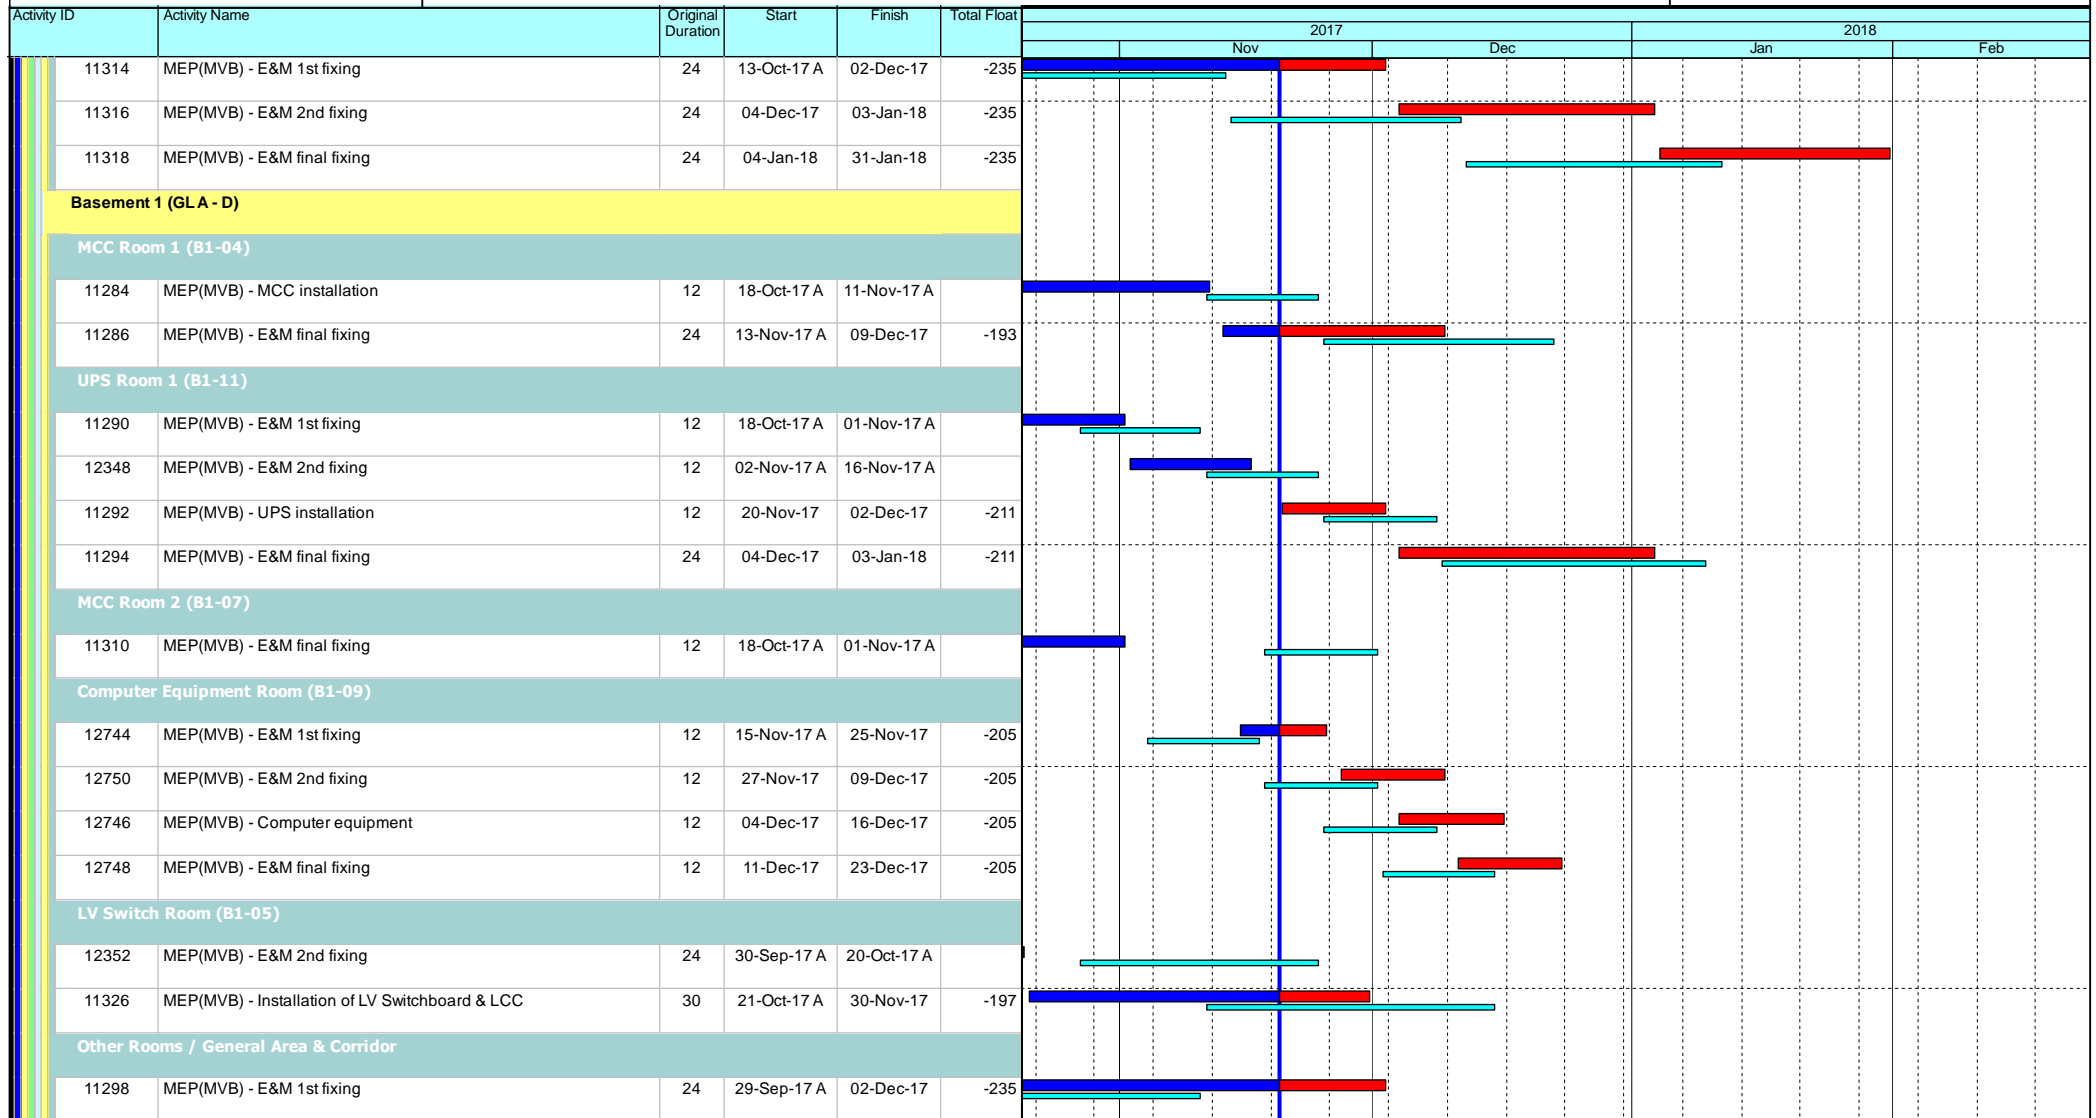 Activity ID Activity Name Original Duration Start Finish Total Float 2017 2018
Nov Dec Jan Feb
11314 MEP(MVB) - E&M 1st fixing 24 13-Oct-17 A 02-Dec-17 -235
11316 MEP(MVB) - E&M 2nd fixing 24 04-Dec-17 03-Jan-18 -235
11318 MEP(MVB) - E&M final fixing 24 04-Jan-18 31-Jan-18 -235
Basement 1 (GL A - D)
MCC Room 1 (B1-04)
11284 MEP(MVB) - MCC installation 12 18-Oct-17 A 11-Nov-17 A
11286 MEP(MVB) - E&M final fixing 24 13-Nov-17 A 09-Dec-17 -193
UPS Room 1 (B1-11)
11290 MEP(MVB) - E&M 1st fixing 12 18-Oct-17 A 01-Nov-17 A
12348 MEP(MVB) - E&M 2nd fixing 12 02-Nov-17 A 16-Nov-17 A
11292 MEP(MVB) - UPS installation 12 20-Nov-17 02-Dec-17 -211
11294 MEP(MVB) - E&M final fixing 24 04-Dec-17 03-Jan-18 -211
MCC Room 2 (B1-07)
11310 MEP(MVB) - E&M final fixing 12 18-Oct-17 A 01-Nov-17 A
Computer Equipment Room (B1-09)
12744 MEP(MVB) - E&M 1st fixing 12 15-Nov-17 A 25-Nov-17 -205
12750 MEP(MVB) - E&M 2nd fixing 12 27-Nov-17 09-Dec-17 -205
12746 MEP(MVB) - Computer equipment 12 04-Dec-17 16-Dec-17 -205
12748 MEP(MVB) - E&M final fixing 12 11-Dec-17 23-Dec-17 -205
LV Switch Room (B1-05)
12352 MEP(MVB) - E&M 2nd fixing 24 30-Sep-17 A 20-Oct-17 A
11326 MEP(MVB) - Installation of LV Switchboard & LCC 30 21-Oct-17 A 30-Nov-17 -197
Other Rooms / General Area & Corridor
11298 MEP(MVB) - E&M 1st fixing 24 29-Sep-17 A 02-Dec-17 -235